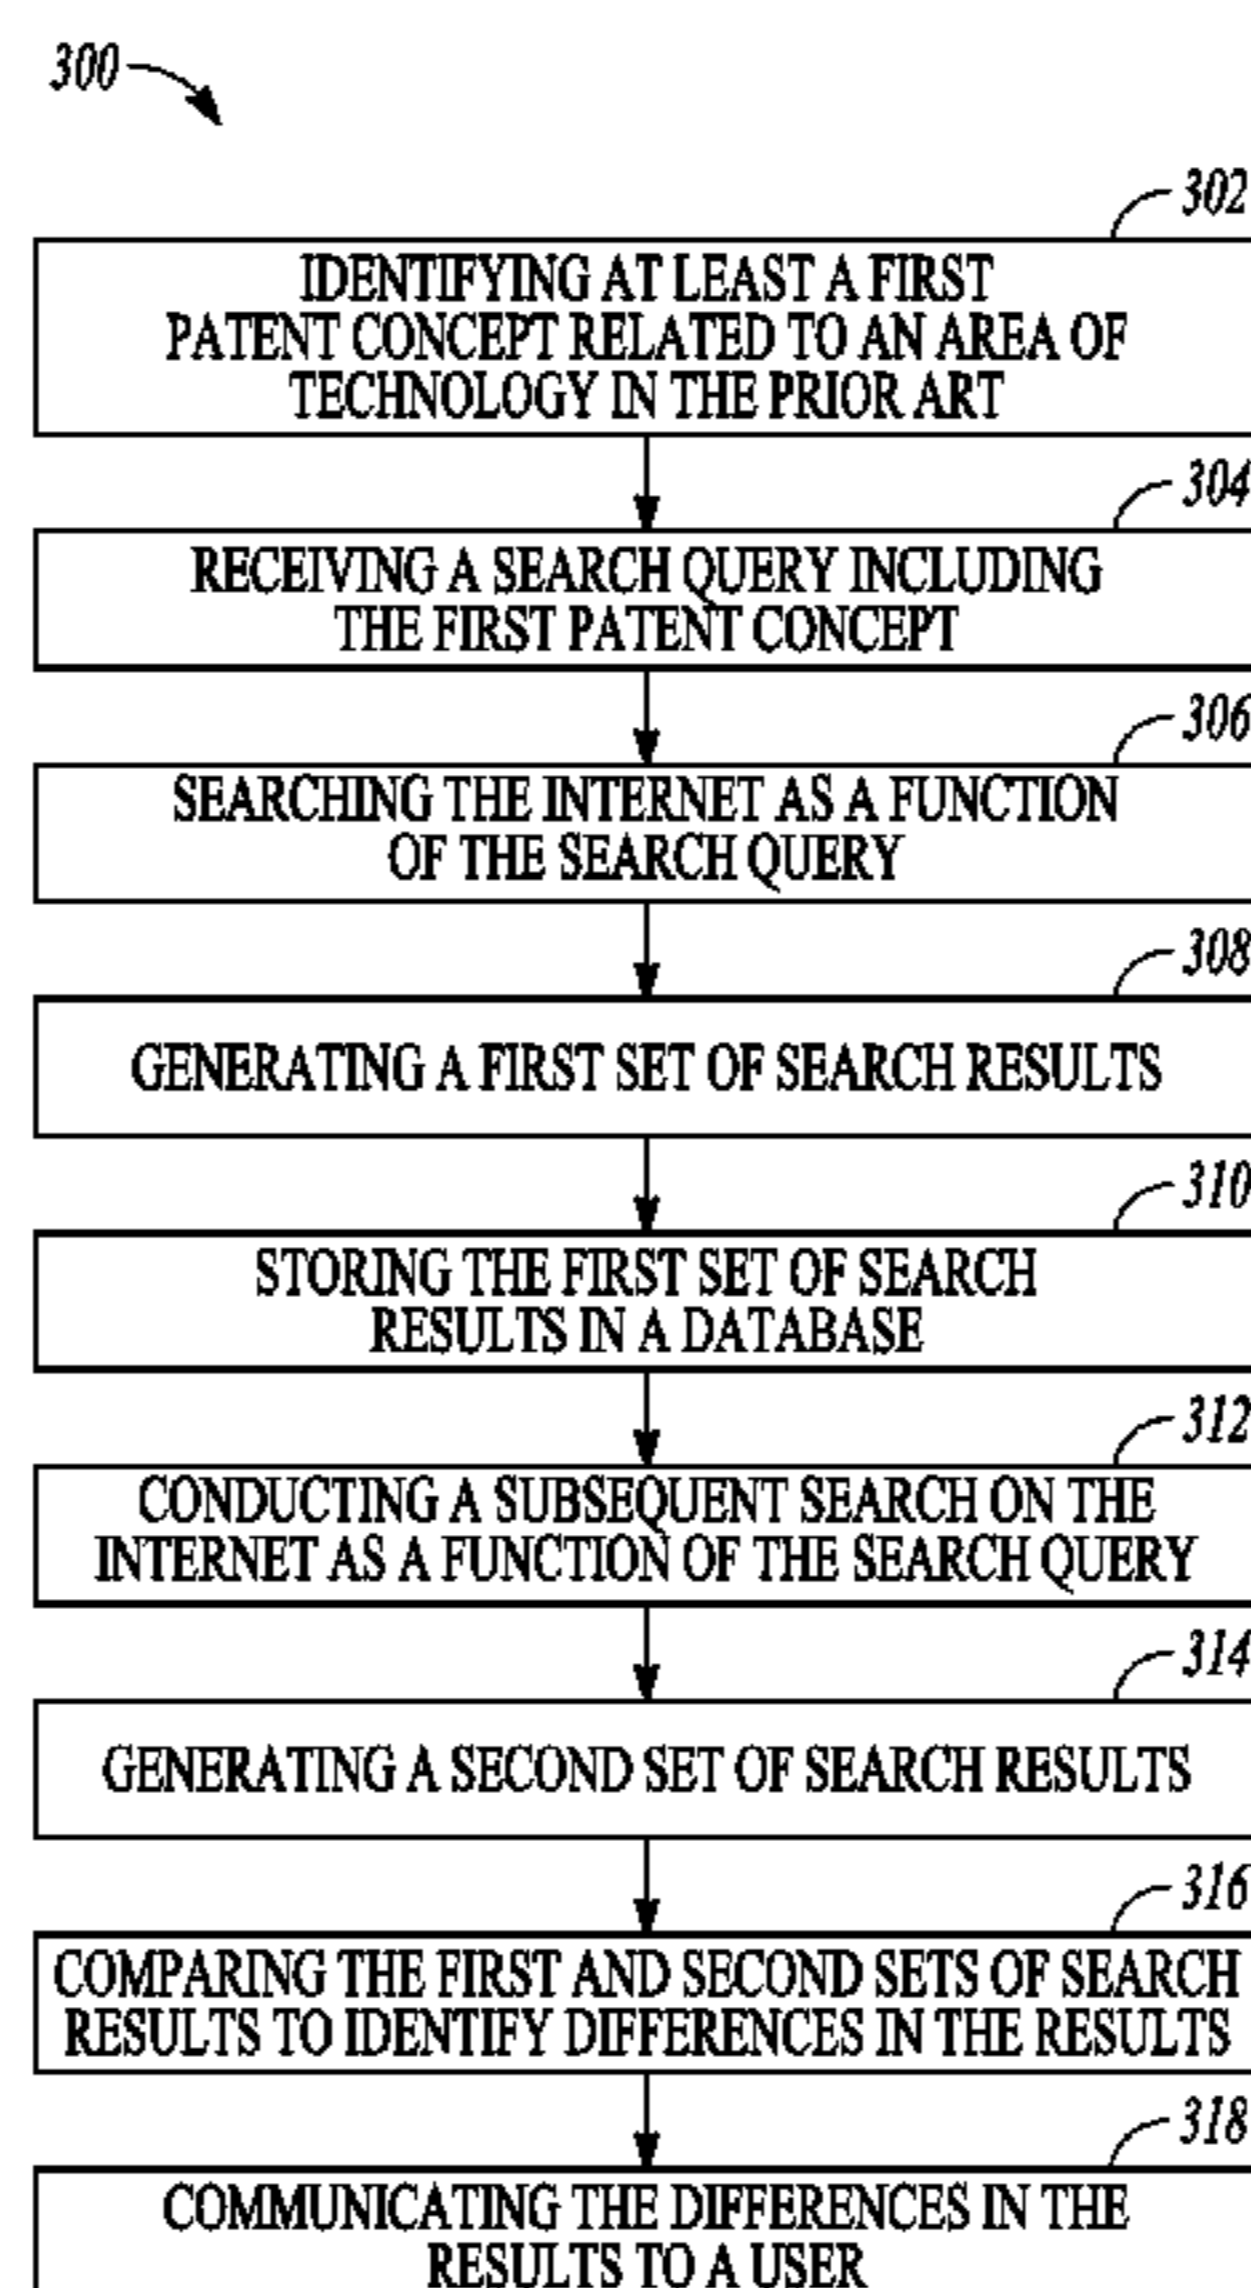 300
302
IDENTIFYING AT LEAST A FIRST
PATENT CONCEPT RELATED TO AN AREA OF
TECHNOLOGY IN THE PRIOR ART
304
RECEIVING A SEARCH QUERY INCLUDING
THE FIRST PATENT CONCEPT
306
SEARCHING THE INTERNET AS A FUNCTION
OF THE SEARCH QUERY
308
GENERATING A FIRST SET OF SEARCH RESULTS
310
STORING THE FIRST SET OF SEARCH
RESULTS IN A DATABASE
312
CONDUCTING A SUBSEQUENT SEARCH ON THE
INTERNET AS A FUNCTION OF THE SEARCH QUERY
314
GENERATING A SECOND SET OF SEARCH RESULTS
316
COMPARING THE FIRST AND SECOND SETS OF SEARCH
RESULTS TO IDENTIFY DIFFERENCES IN THE RESULTS
318
COMMUNICATING THE DIFFERENCES IN THE
RESULTS TO A USER